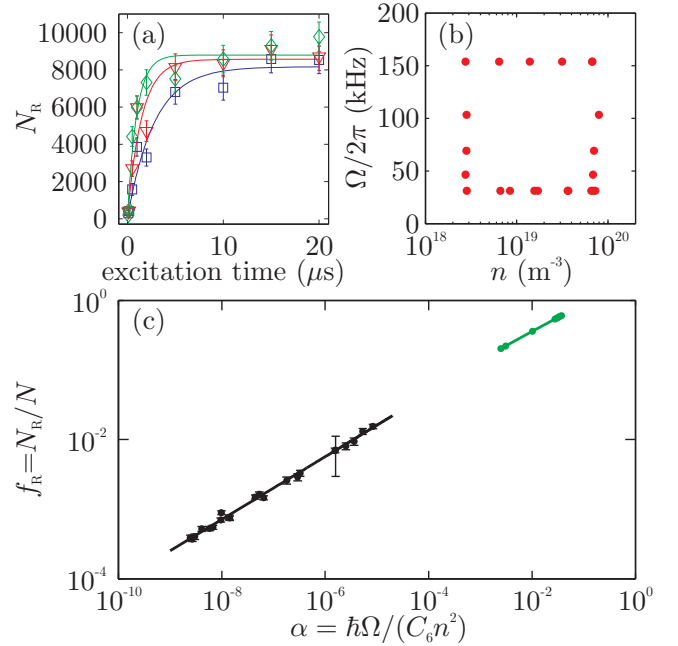 (a)
N_R
10000
8000
6000
4000
2000
0
0 5 10 15 20
excitation time (μs)
(b)
Ω/2π (kHz)
200
150
100
50
0
10^18 10^19 10^20
n (m^-3)
(c)
f_R=N_R/N
10^0
10^-2
10^-4
10^-10 10^-8 10^-6 10^-4 10^-2 10^0
α = ħΩ/(C_6 n^2)